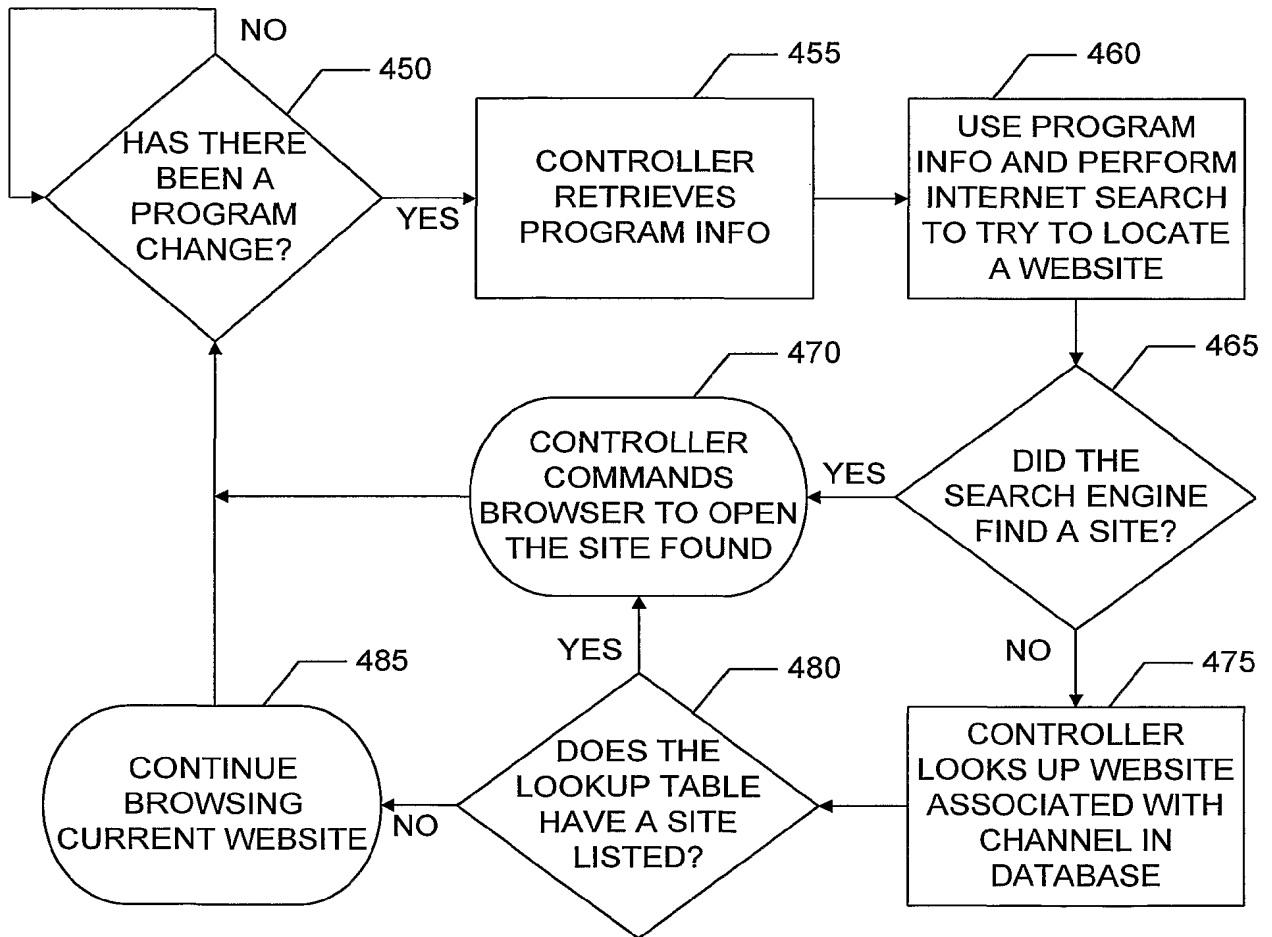 NO
450
HAS THERE
BEEN A
PROGRAM
CHANGE?
YES
455
CONTROLLER
RETRIEVES
PROGRAM INFO
460
USE PROGRAM
INFO AND PERFORM
INTERNET SEARCH
TO TRY TO LOCATE
A WEBSITE
465
DID THE
SEARCH ENGINE
FIND A SITE?
YES
470
CONTROLLER
COMMANDS
BROWSER TO OPEN
THE SITE FOUND
NO
475
CONTROLLER
LOOKS UP WEBSITE
ASSOCIATED WITH
CHANNEL IN
DATABASE
YES
480
DOES THE
LOOKUP TABLE
HAVE A SITE
LISTED?
NO
485
CONTINUE
BROWSING
CURRENT WEBSITE